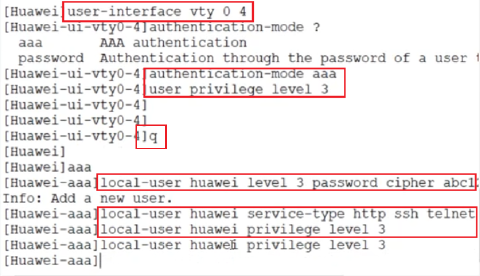 [Huawei]user-interface vty 0 4
[Huawei-ui-vty0-4]authentication-mode ?
aaa AAA authentication
password Authentication through the password of a user t
[Huawei-ui-vty0-4]authentication-mode aaa
[Huawei-ui-vty0-4]user privilege level 3
[Huawei-ui-vty0-4]
[Huawei-ui-vty0-4]
[Huawei-ui-vty0-4]q
[Huawei]
[Huawei]aaa
[Huawei-aaa]local-user huawei level 3 password cipher abc1
Info: Add a new user.
[Huawei-aaa]local-user huawei service-type http ssh telnet
[Huawei-aaa]local-user huawei privilege level 3
[Huawei-aaa]local-user huawei privilege level 3
[Huawei-aaa]